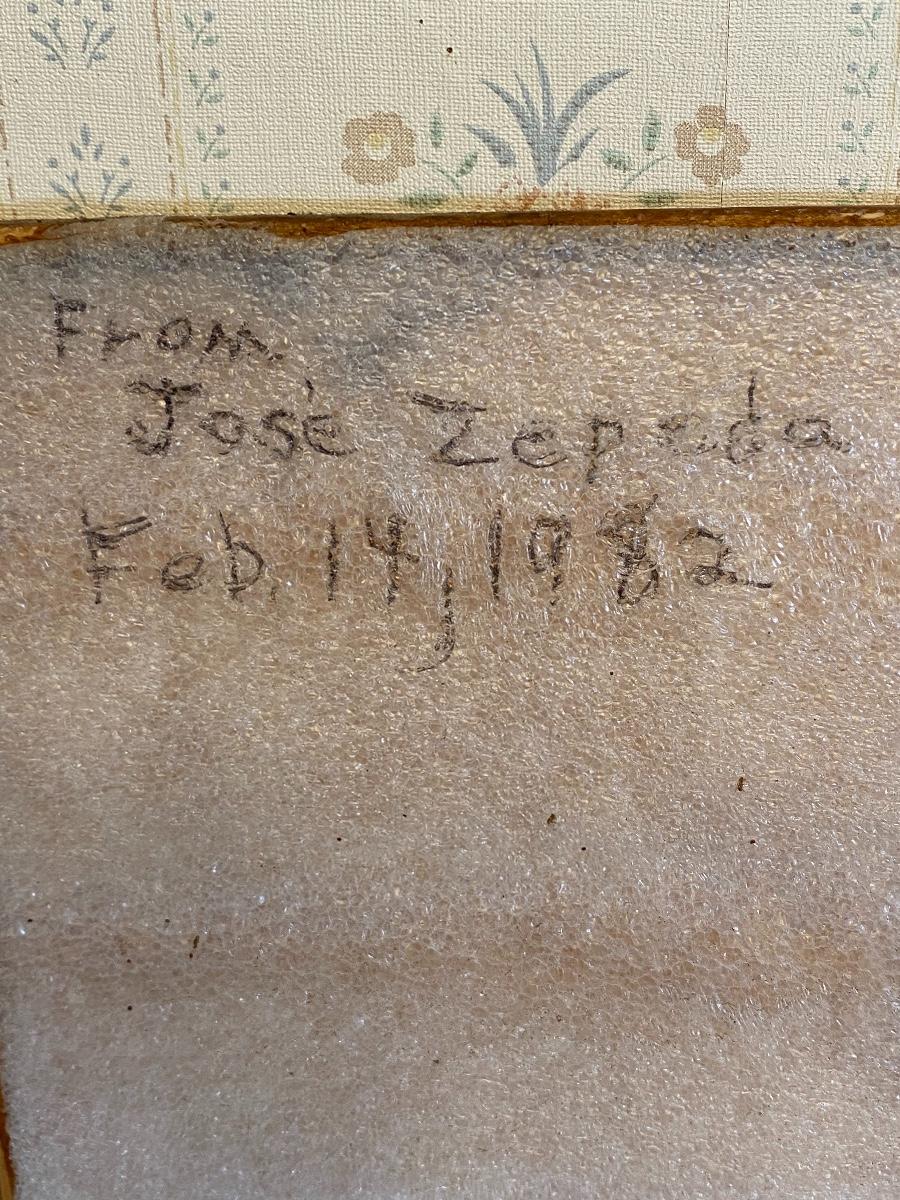 From
José Zepeda
Feb. 14, 1982